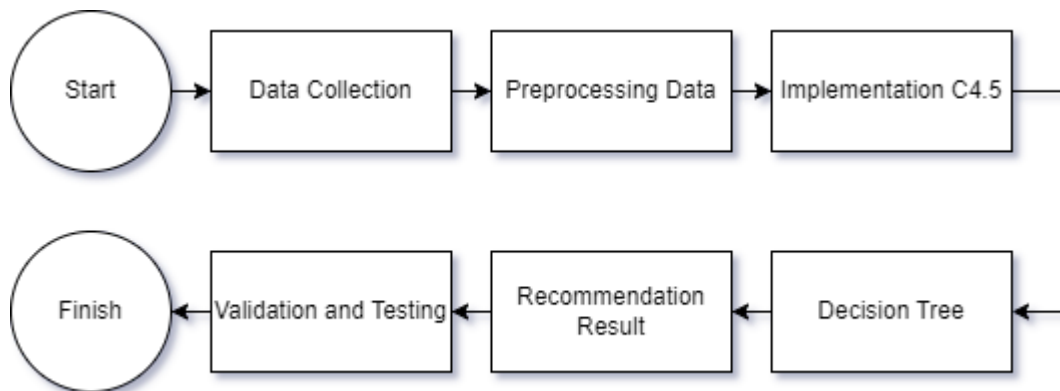 Start
Data Collection
Preprocessing Data
Implementation C4.5
Finish
Validation and Testing
Recommendation
Result
Decision Tree